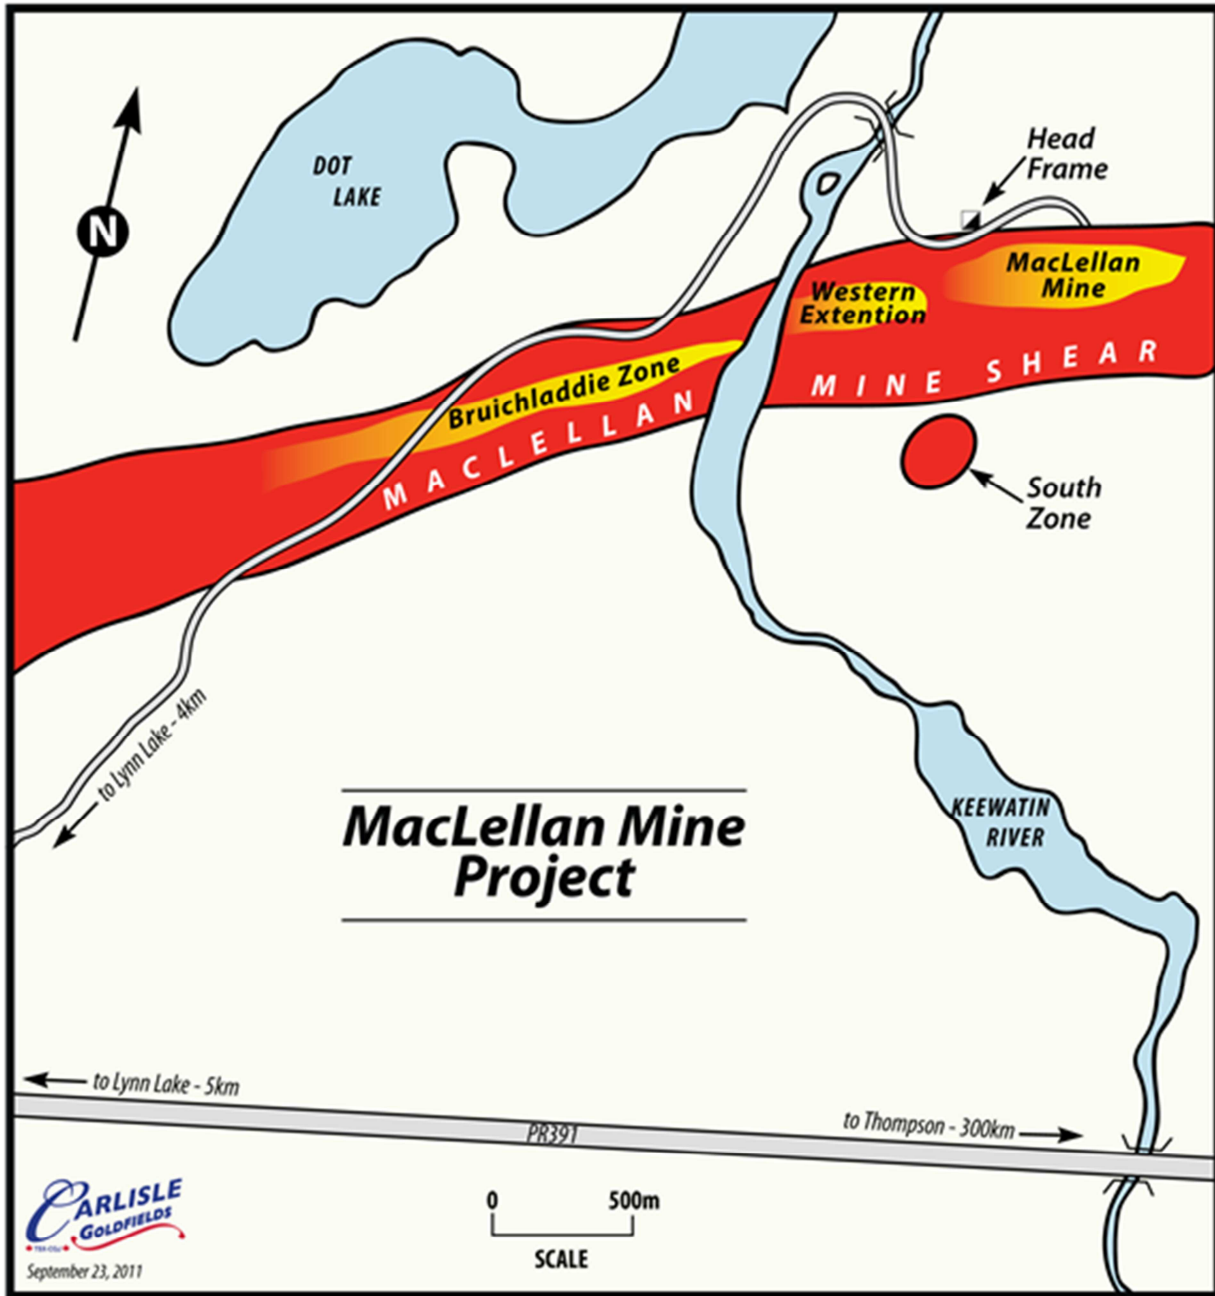 DOT
LAKE
N
Head
Frame
MacLellan
Mine
Western
Extention
Bruichladdie Zone
MACLELLAN MINE SHEAR
South
Zone
to Lynn Lake - 4km
MacLellan Mine
Project
KEEWATIN
RIVER
to Lynn Lake - 5km
PR391
to Thompson - 300km
0 500m
SCALE
CARLISLE
GOLDFIELDS
September 23, 2011